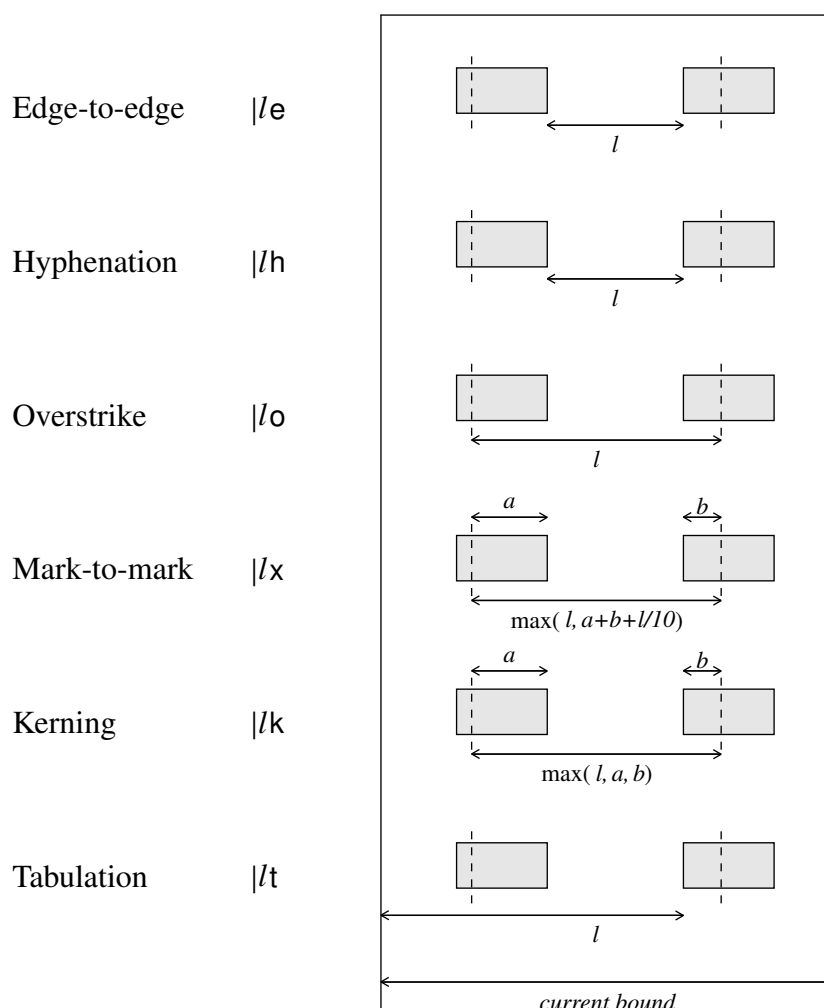 Edge-to-edge |le
l
Hyphenation |lh
l
Overstrike |lo
l
a b
Mark-to-mark |lx
max( l, a+b+l/10)
a b
Kerning |lk
max( l, a, b)
Tabulation |lt
l
current bound